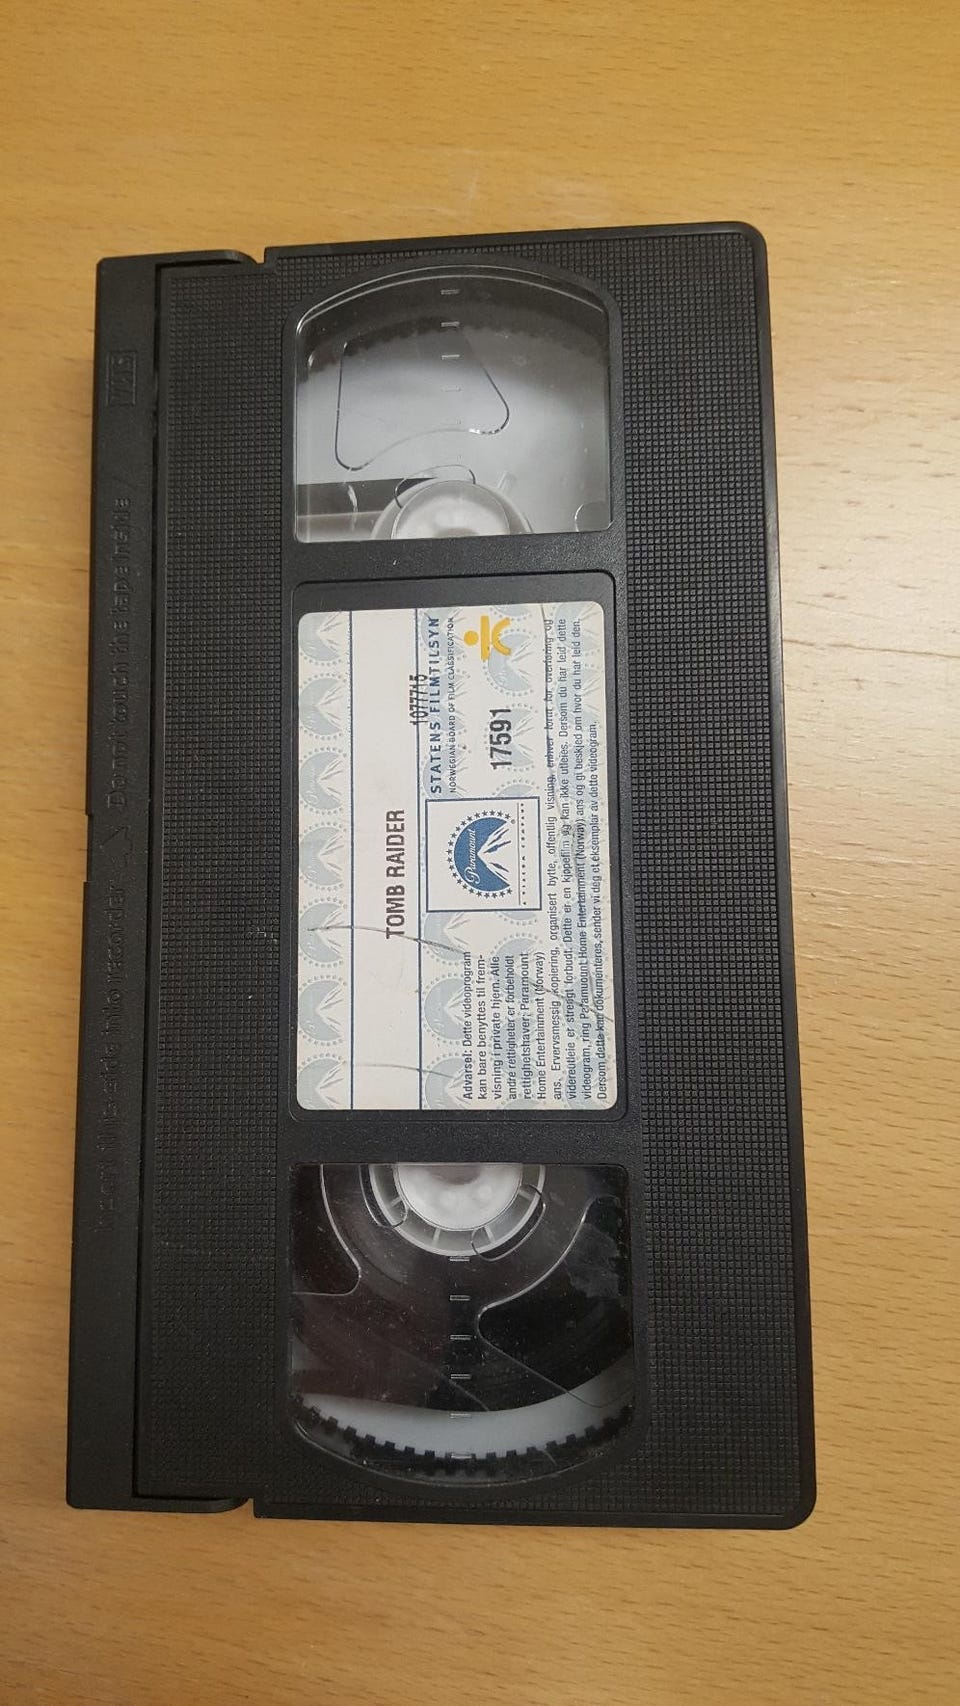 VHS
Insert this side into recorder Do not touch the tape inside
TOMB RAIDER
1077715
STATENS FILMTILSYN
NORWEGIAN BOARD OF FILM CLASSIFICATION
17591
Paramount
A VIACOM COMPANY
Advarsel: Dette videoprogram
kan bare benyttes til frem-
visning i private hjem. Alle
andre rettigheter er forbeholdt
rettighetshaver; Paramount
Home Entertainment (Norway)
ans, Ervervsmessig kopiering, organisert bytte, offentlig visning, enhver form for overføring og
videreutleie er strengt forbudt. Dette er en kjøpefilm og kan ikke utleies. Dersom du har leid dette
videogram, ring Paramount Home Entertainment (Norway) ans og gi beskjed om hvor du har leid den.
Dersom dette kan dokumenteres, sender vi deg et eksemplar av dette videogram.